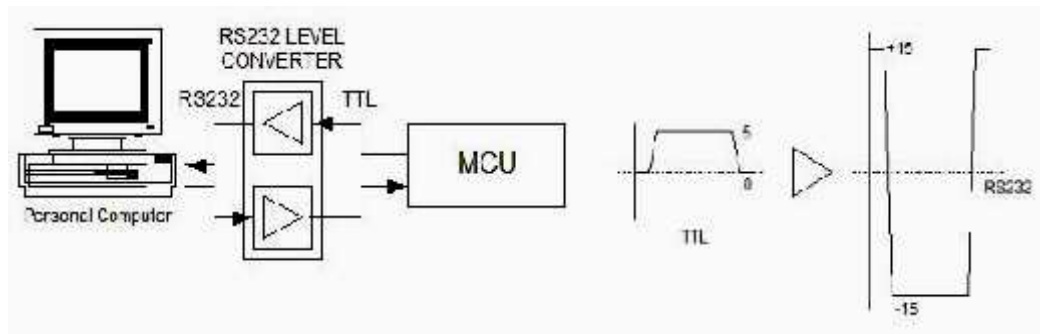 RS232 LEVEL
CONVERTER
RS232
TTL
MCU
Personal Computer
5
0
TTL
+15
RS232
-15